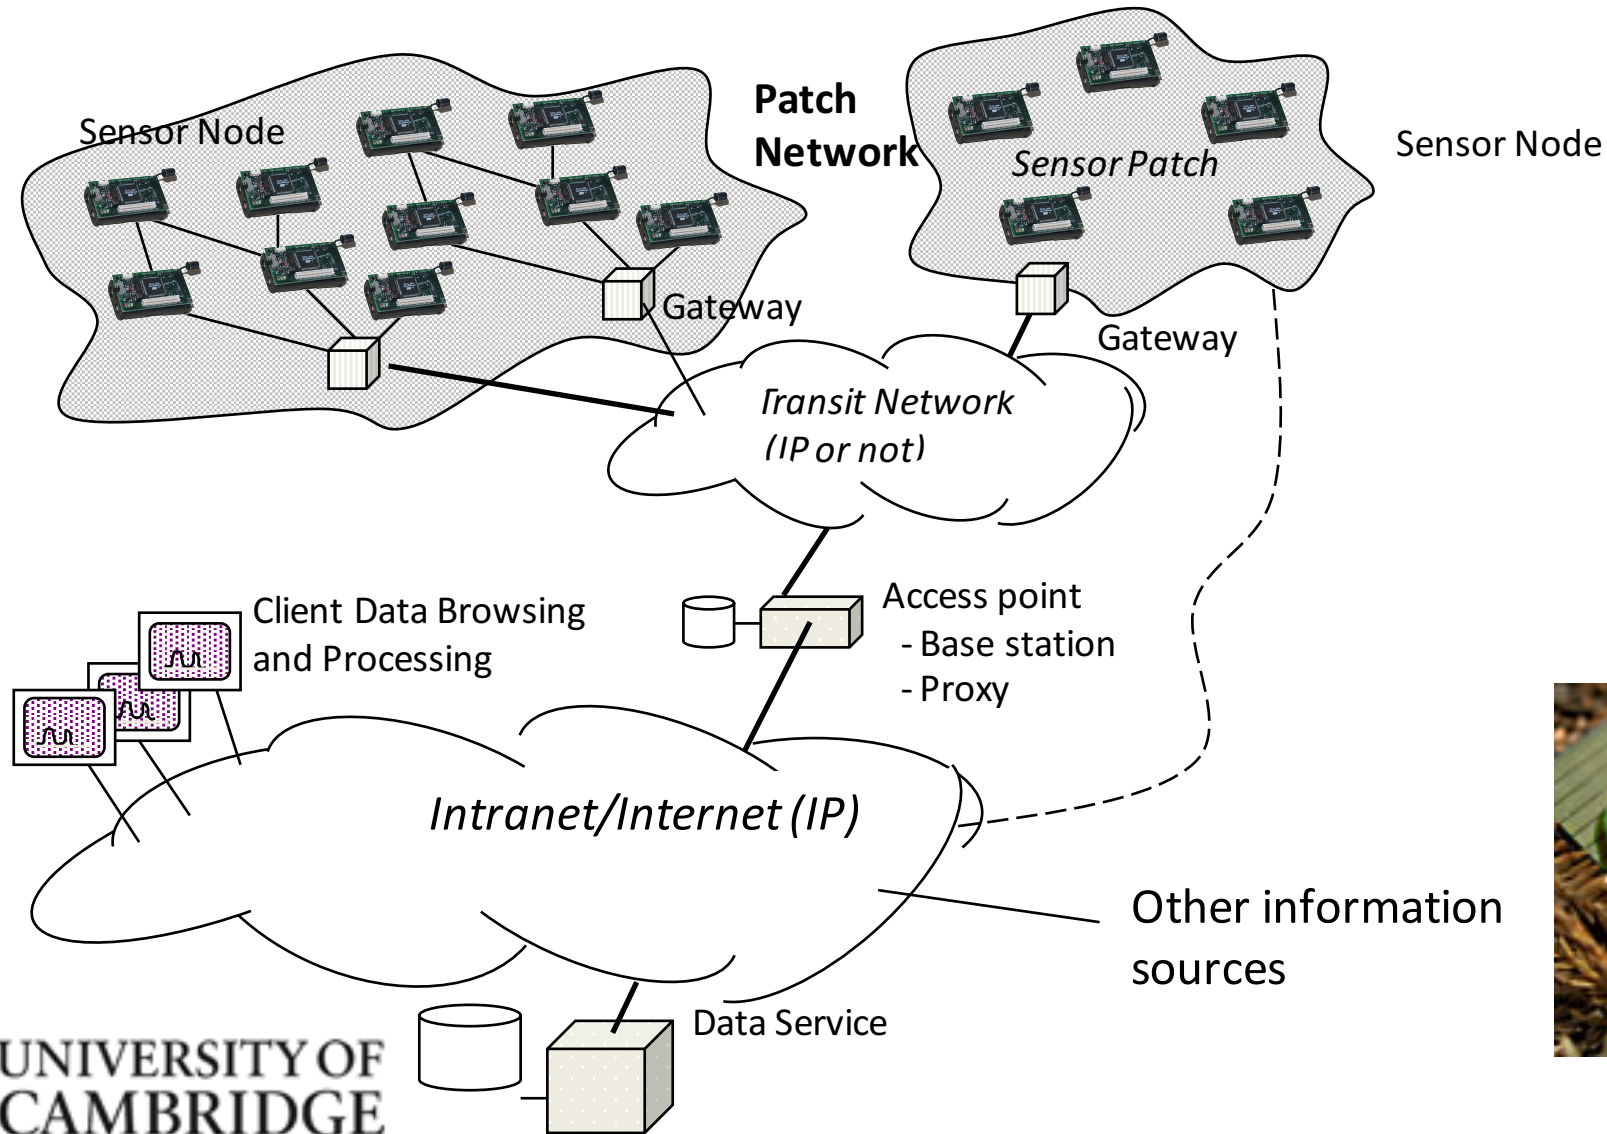 Patch
Network
Sensor Node
Sensor Patch
Sensor Node
Gateway
Gateway
Transit Network
(IP or not)
Client Data Browsing
and Processing
Access point
- Base station
- Proxy
Intranet/Internet (IP)
Other information
sources
Data Service
UNIVERSITY OF
CAMBRIDGE